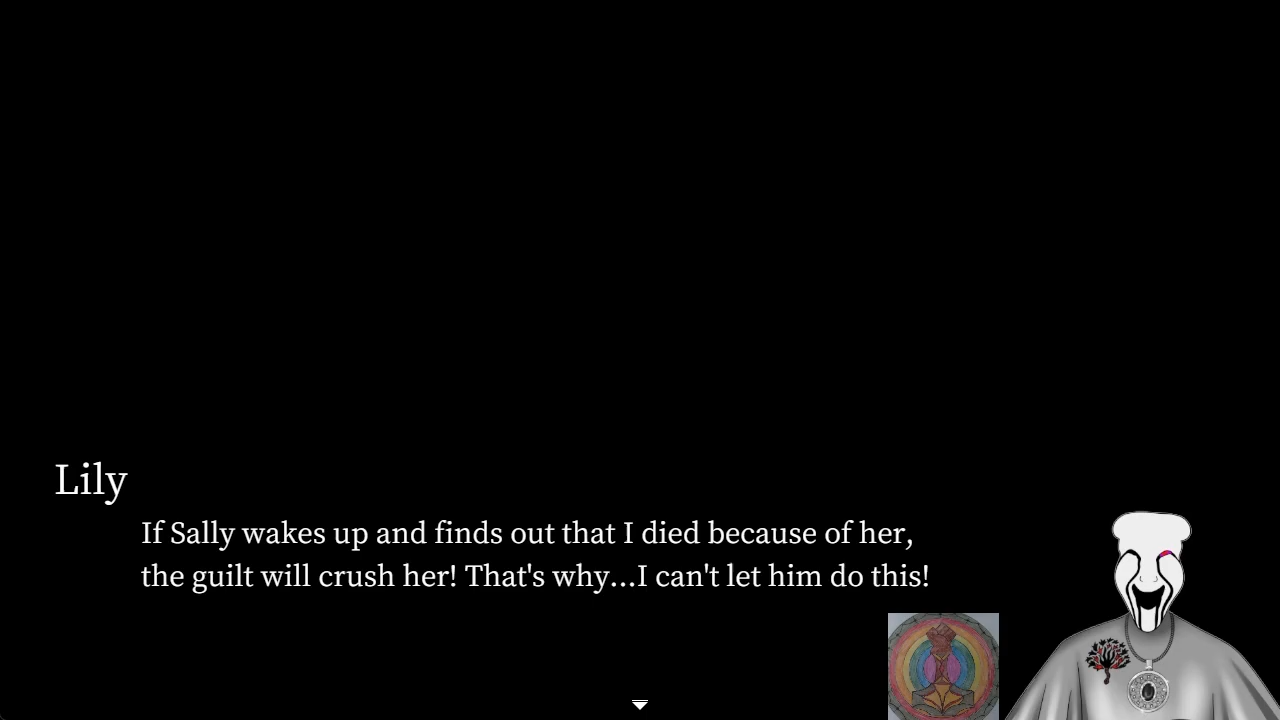 Lily
If Sally wakes up and finds out that I died because of her,
the guilt will crush her! That's why...I can't let him do this!